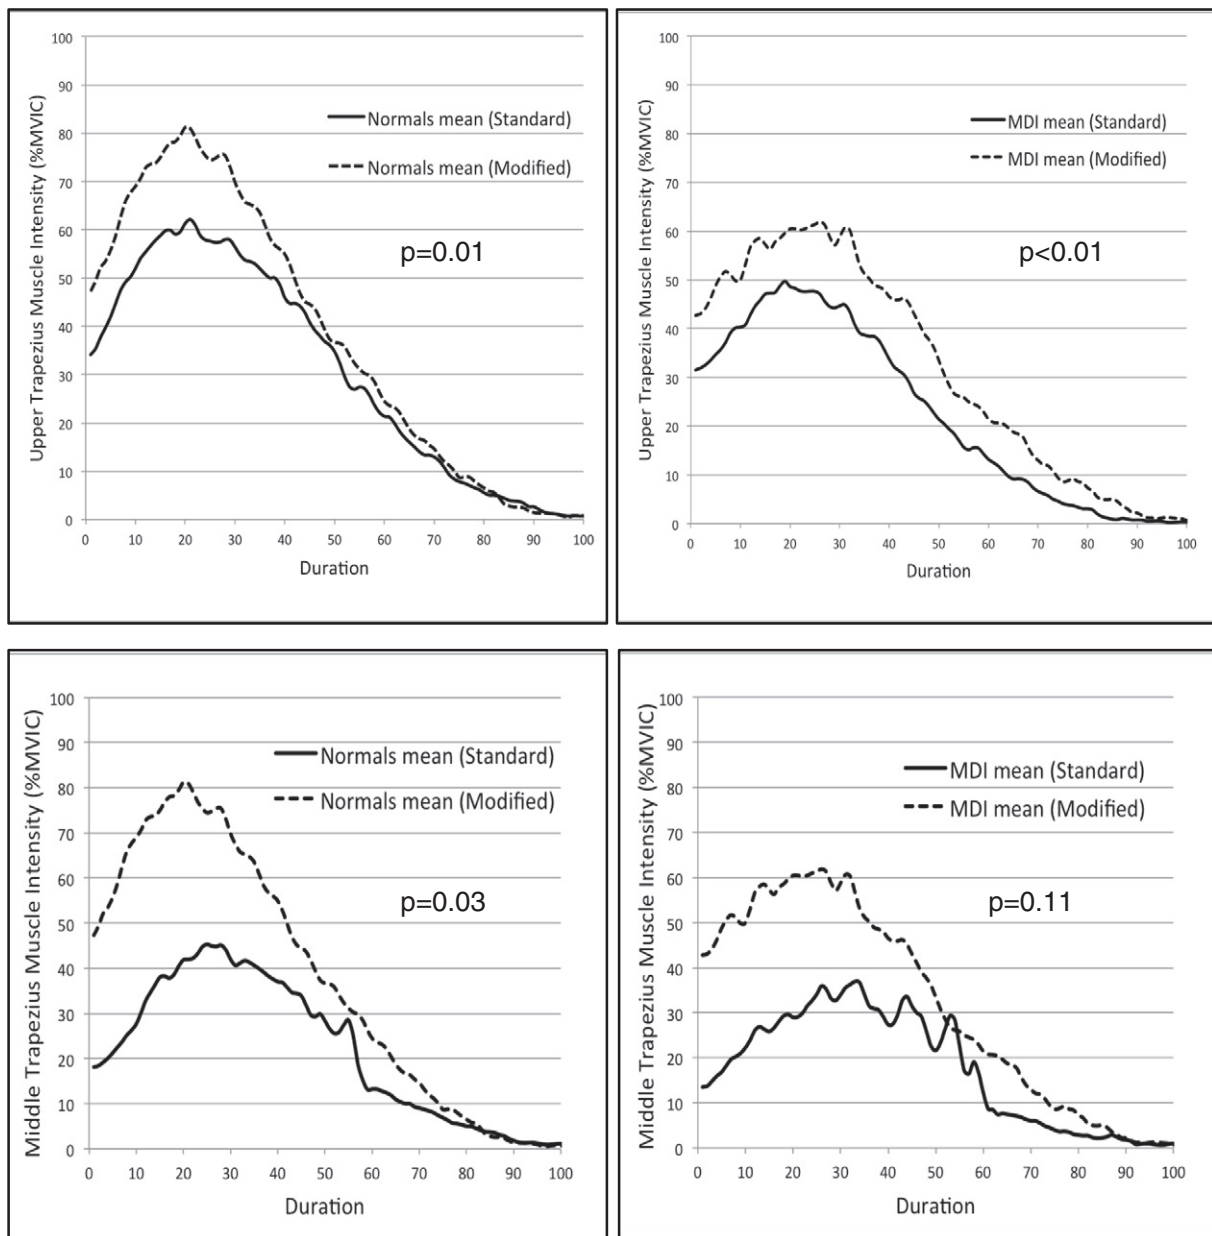 Upper Trapezius Muscle Intensity (%MVIC)
100
90
80
70
60
50
40
30
20
10
0
Normals mean (Standard)
Normals mean (Modified)
p=0.01
0 10 20 30 40 50 60 70 80 90 100
Duration
Upper Trapezius Muscle Intensity (%MVIC)
100
90
80
70
60
50
40
30
20
10
0
MDI mean (Standard)
MDI mean (Modified)
p<0.01
0 10 20 30 40 50 60 70 80 90 100
Duration
Middle Trapezius Muscle Intensity (%MVIC)
100
90
80
70
60
50
40
30
20
10
0
Normals mean (Standard)
Normals mean (Modified)
p=0.03
0 10 20 30 40 50 60 70 80 90 100
Duration
Middle Trapezius Muscle Intensity (%MVIC)
100
90
80
70
60
50
40
30
20
10
0
MDI mean (Standard)
MDI mean (Modified)
p=0.11
0 10 20 30 40 50 60 70 80 90 100
Duration